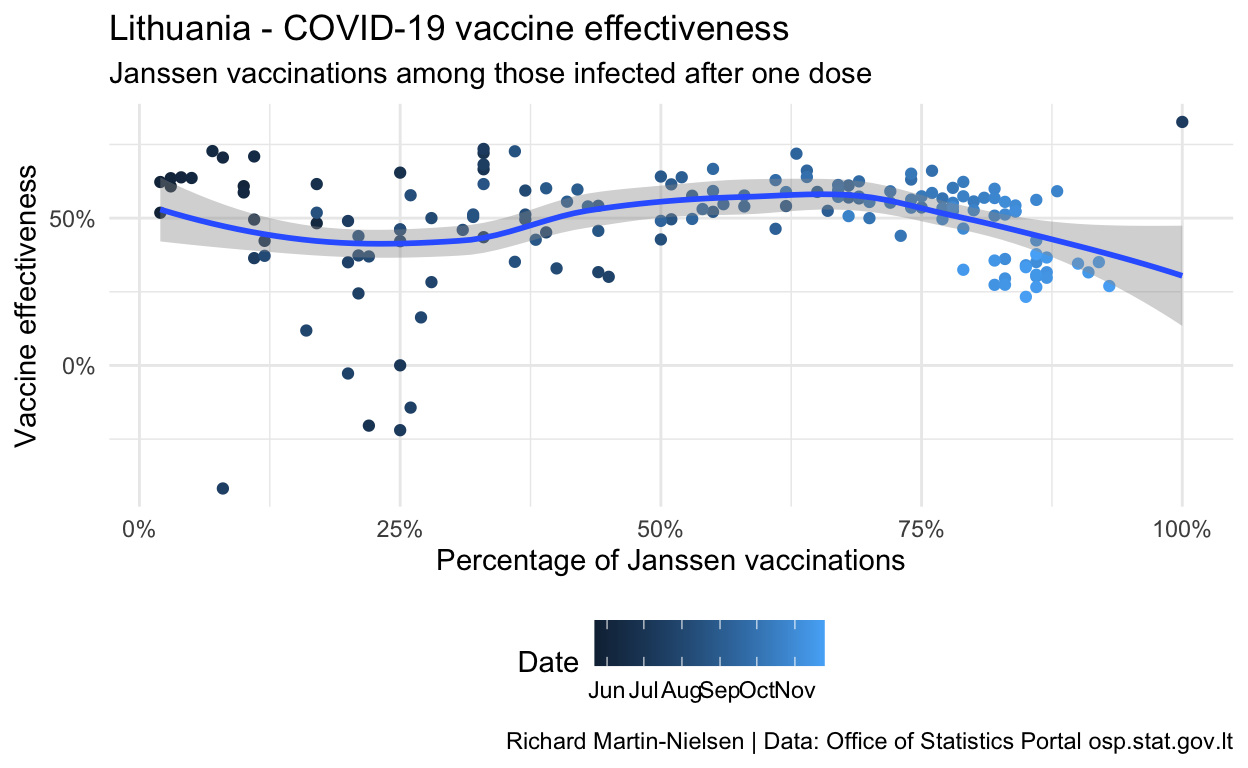 Lithuania - COVID-19 vaccine effectiveness
Janssen vaccinations among those infected after one dose
Vaccine effectiveness
50%
0%
0% 25% 50% 75% 100%
Percentage of Janssen vaccinations
Date
Jun Jul Aug Sep Oct Nov
Richard Martin-Nielsen | Data: Office of Statistics Portal osp.stat.gov.lt